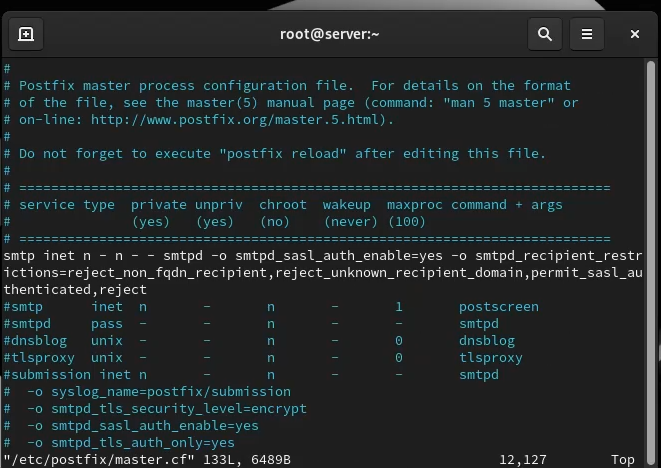 root@server:~
#
# Postfix master process configuration file.  For details on the format
# of the file, see the master(5) manual page (command: "man 5 master" or
# on-line: http://www.postfix.org/master.5.html).
#
# Do not forget to execute "postfix reload" after editing this file.
#
# ==========================================================================
# service type  private unpriv  chroot  wakeup  maxproc command + args
#               (yes)   (yes)   (no)    (never) (100)
# ==========================================================================
smtp inet n - n - - smtpd -o smtpd_sasl_auth_enable=yes -o smtpd_recipient_restr
ictions=reject_non_fqdn_recipient,reject_unknown_recipient_domain,permit_sasl_au
thenticated,reject
#smtp      inet  n       -       n       -       1       postscreen
#smtpd     pass  -       -       n       -       -       smtpd
#dnsblog   unix  -       -       n       -       0       dnsblog
#tlsproxy  unix  -       -       n       -       0       tlsproxy
#submission inet n       -       n       -       -       smtpd
#  -o syslog_name=postfix/submission
#  -o smtpd_tls_security_level=encrypt
#  -o smtpd_sasl_auth_enable=yes
#  -o smtpd_tls_auth_only=yes
"/etc/postfix/master.cf" 133L, 6489B                          12,127        Top